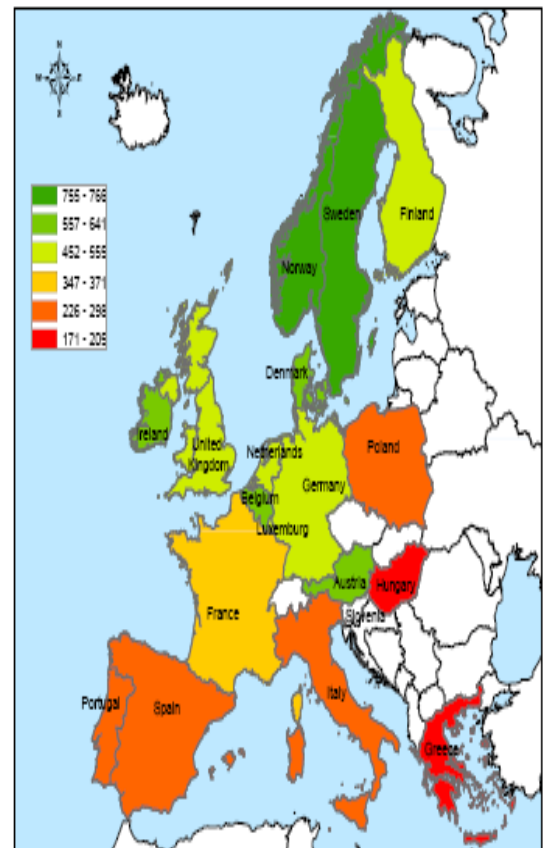 N
W E
S
755 - 766
557 - 641
452 - 555
347 - 371
226 - 298
171 - 205
Sweden
Finland
Norway
Denmark
Ireland
United
Kingdom
Netherlands
Poland
Belgium
Germany
Luxemburg
Austria
Hungary
Slovenia
France
Italy
Portugal
Spain
Greece